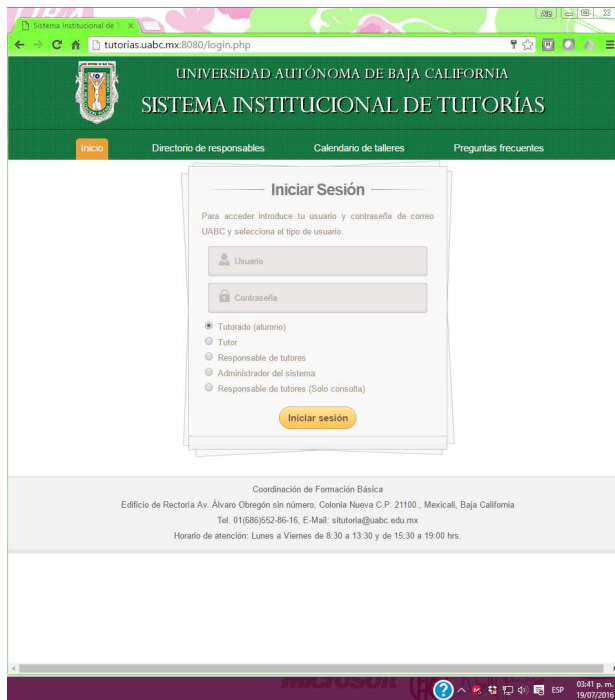 Sistema Institucional de T
Ale
tutorias.uabc.mx:8080/login.php
UNIVERSIDAD AUTÓNOMA DE BAJA CALIFORNIA
SISTEMA INSTITUCIONAL DE TUTORÍAS
Inicio Directorio de responsables Calendario de talleres Preguntas frecuentes
Iniciar Sesión
Para acceder introduce tu usuario y contraseña de correo
UABC y selecciona el tipo de usuario.
Usuario
Contraseña
Tutorado (alumno)
Tutor
Responsable de tutores
Administrador del sistema
Responsable de tutores (Solo consulta)
Iniciar sesión
Coordinación de Formación Básica
Edificio de Rectoría Av. Álvaro Obregón sin número, Colonia Nueva C.P. 21100., Mexicali, Baja California
Tel. 01(686)552-86-16, E-Mail: situtoria@uabc.edu.mx
Horario de atención: Lunes a Viernes de 8:30 a 13:30 y de 15:30 a 19:00 hrs.
ESP
03:41 p. m.
19/07/2016